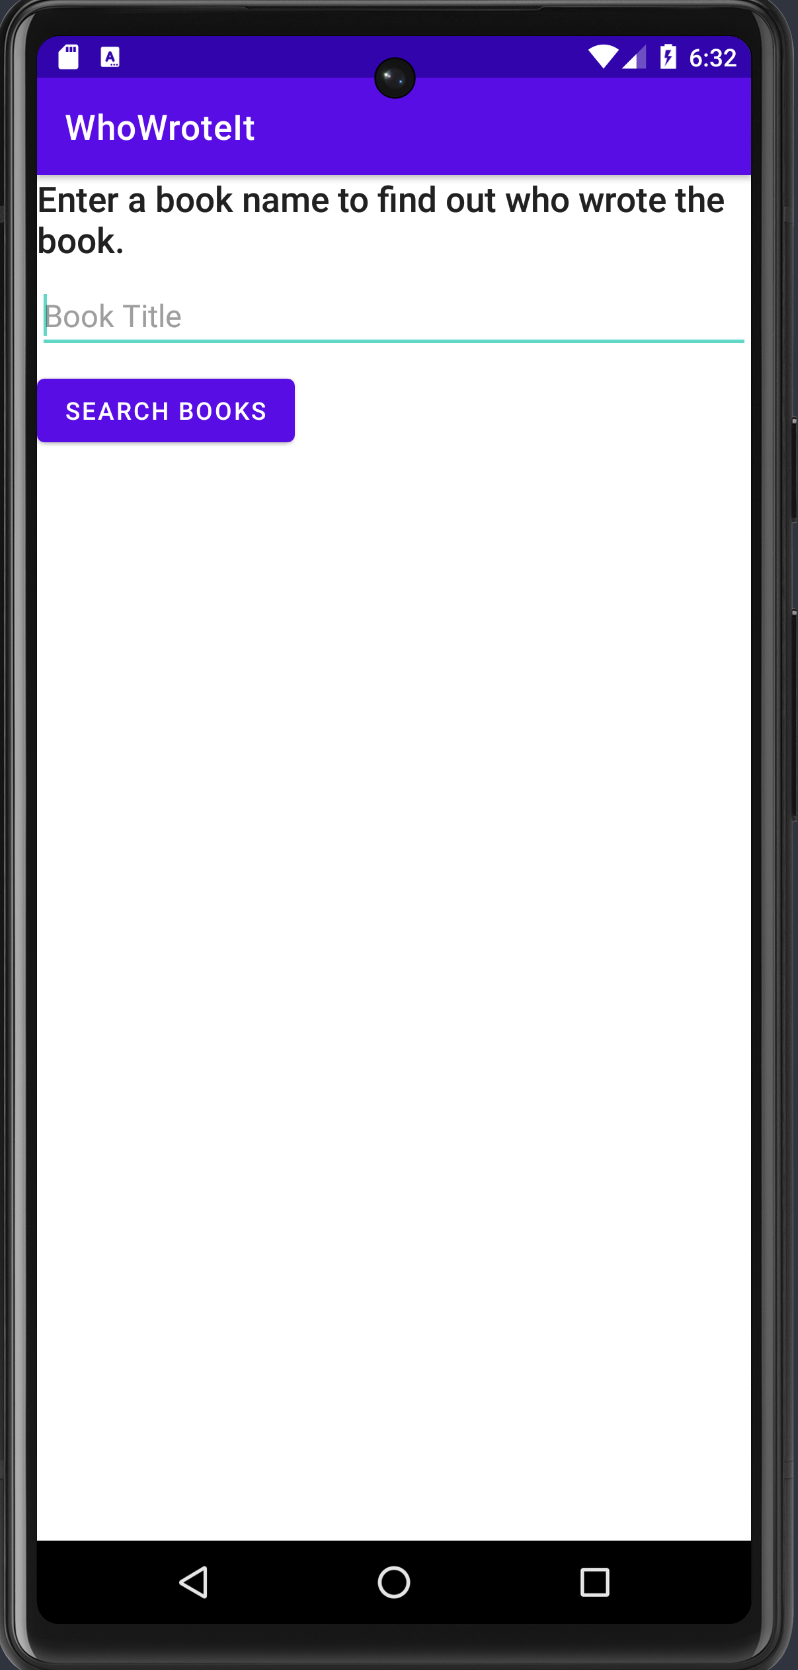 6:32
WhoWroteIt
Enter a book name to find out who wrote the
book.
Book Title
SEARCH BOOKS